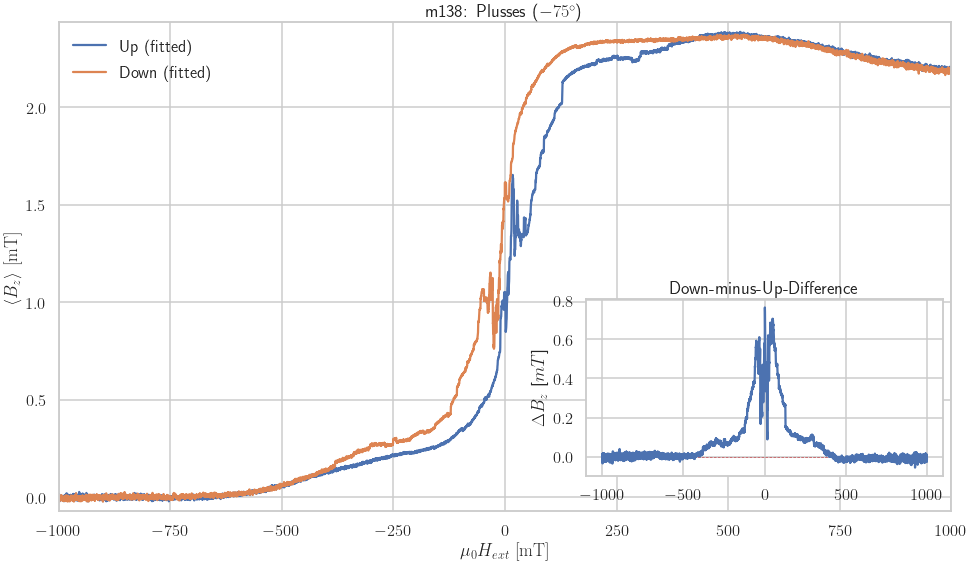 m138: Plusses (−75°)
Up (fitted)
Down (fitted)
⟨B_z⟩ [mT]
2.0
1.5
1.0
0.5
0.0
−1000 −750 −500 −250 0 250 500 750 1000
μ₀H_ext [mT]
Down-minus-Up-Difference
ΔB_z [mT]
0.8
0.6
0.4
0.2
0.0
−1000 −500 0 500 1000